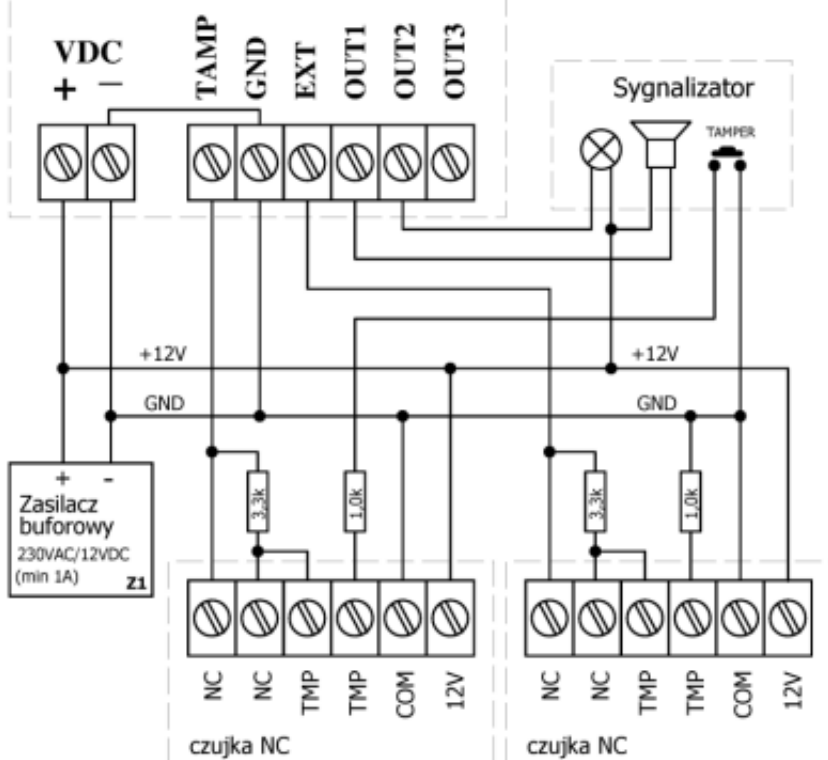 VDC
+ −
TAMP
GND
EXT
OUT1
OUT2
OUT3
Sygnalizator
TAMPER
+12V
+12V
GND
GND
+ -
Zasilacz
buforowy
230VAC/12VDC
(min 1A)
Z1
3,3k
1,0k
3,3k
1,0k
NC
NC
TMP
TMP
COM
12V
czujka NC
NC
NC
TMP
TMP
COM
12V
czujka NC